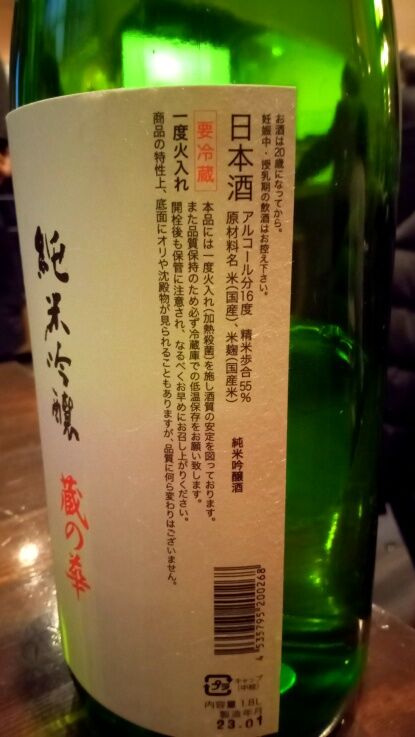 お酒は20歳になってから。
妊娠中・授乳期の飲酒はお控え下さい。
日本酒
アルコール分16度 精米歩合55%
原材料名 米(国産)、米麹(国産米)
純米吟醸酒
要冷蔵
本品には一度火入れ(加熱殺菌)を施し酒質の安定を図っております。
また品質保持のため必ず冷蔵庫での低温保存をお願い致します。
一度火入れ
開栓後も保管に注意され、なるべくお早めにお召し上がりください。
商品の特性上、底面にオリや沈殿物が見られることもありますが、品質に何ら変わりはございません。
純米吟醸
蔵の華
4 535795 200268
キャップ
(中栓)
内容量 1.8L
製造年月
23.01